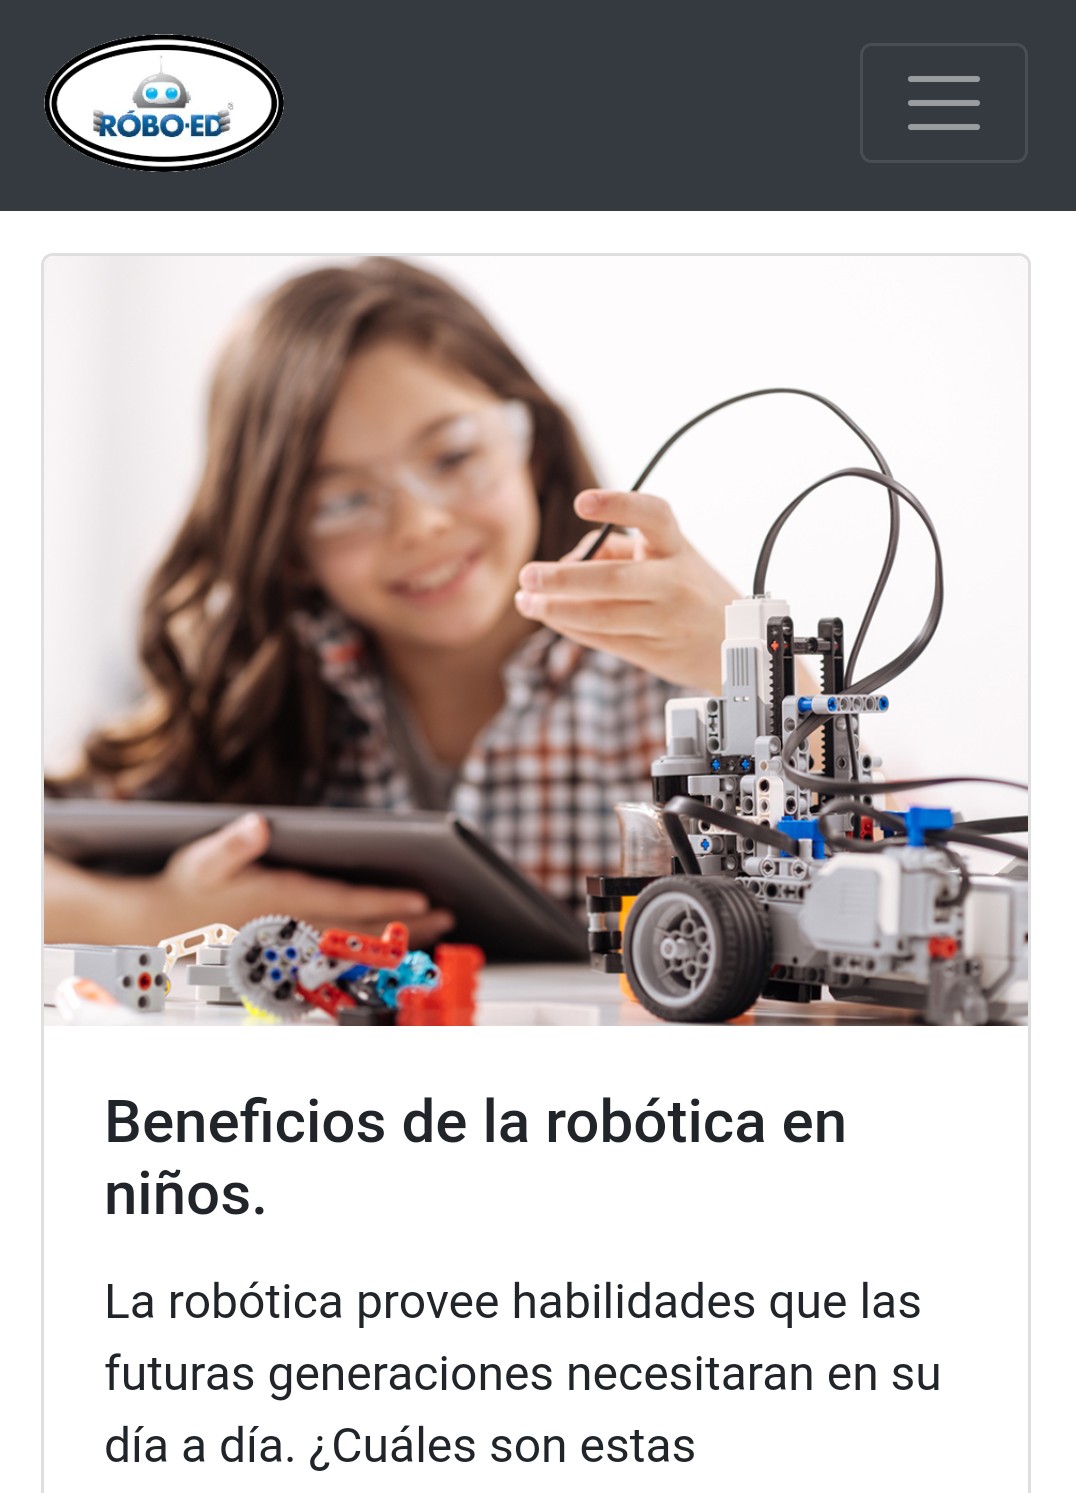 RÓBO·ED
Beneficios de la robótica en
niños.
La robótica provee habilidades que las
futuras generaciones necesitaran en su
día a día. ¿Cuáles son estas